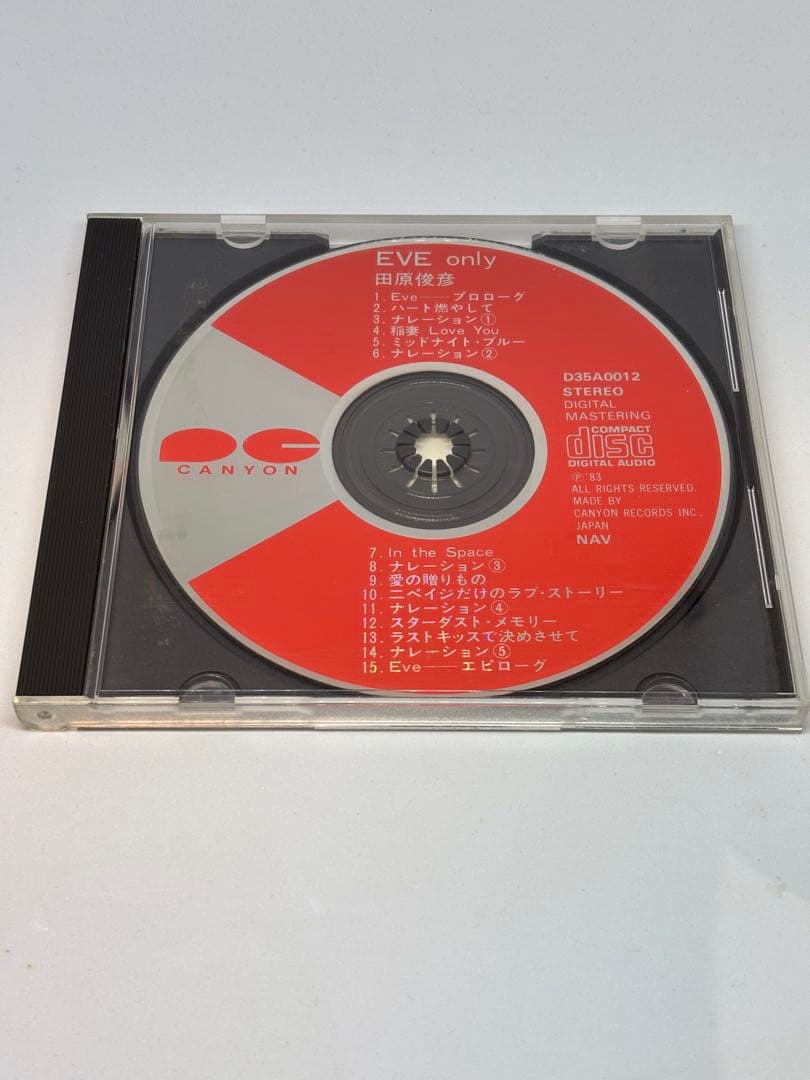 EVE only
田原俊彦
1. Eve──プロローグ
2. ハート燃やして
3. ナレーション①
4. 稲妻 Love You
5. ミッドナイト・ブルー
6. ナレーション②
D35A0012
STEREO
DIGITAL
MASTERING
COMPACT
disc
DIGITAL AUDIO
Ⓟ'83
ALL RIGHTS RESERVED.
MADE BY
CANYON RECORDS INC.,
JAPAN
NAV
CANYON
7. In the Space
8. ナレーション③
9. 愛の贈りもの
10. ニペイジだけのラブ・ストーリー
11. ナレーション④
12. スターダスト・メモリー
13. ラストキッスで決めさせて
14. ナレーション⑤
15. Eve──エピローグ